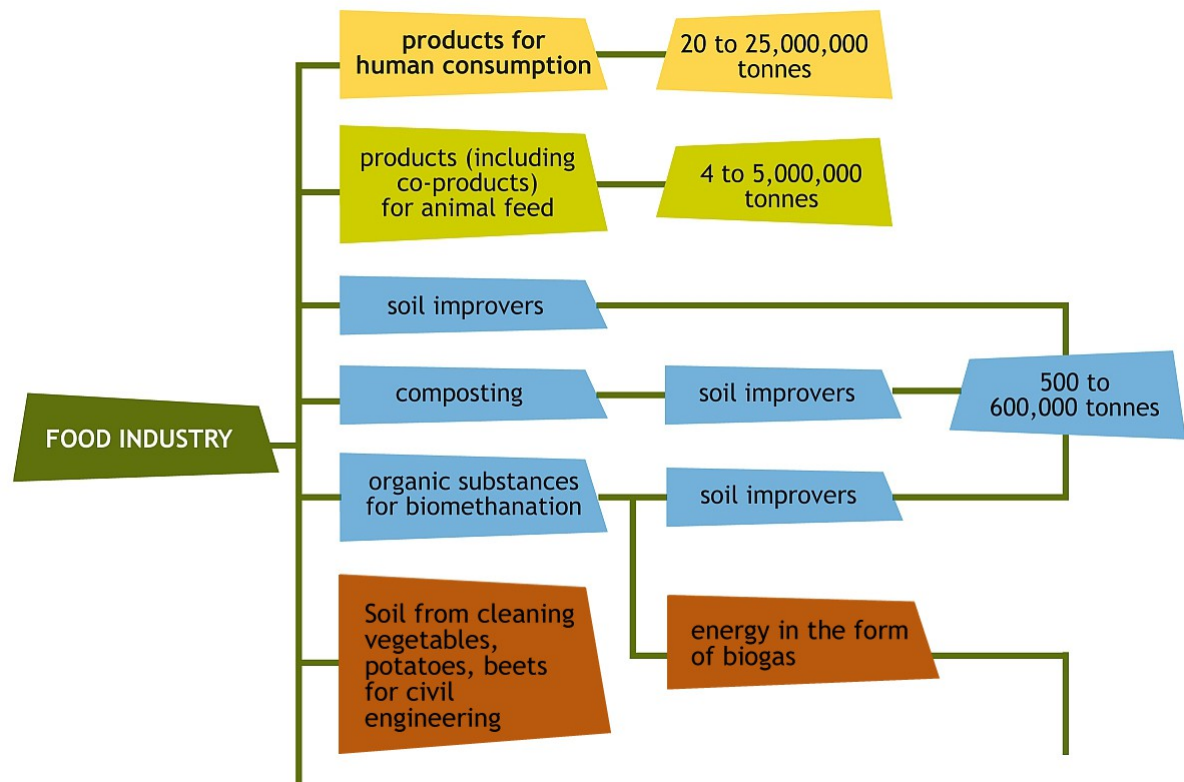 products for
human consumption
20 to 25,000,000
tonnes
products (including
co-products)
for animal feed
4 to 5,000,000
tonnes
soil improvers
composting
soil improvers
500 to
600,000 tonnes
FOOD INDUSTRY
organic substances
for biomethanation
soil improvers
Soil from cleaning
vegetables,
potatoes, beets
for civil
engineering
energy in the form
of biogas